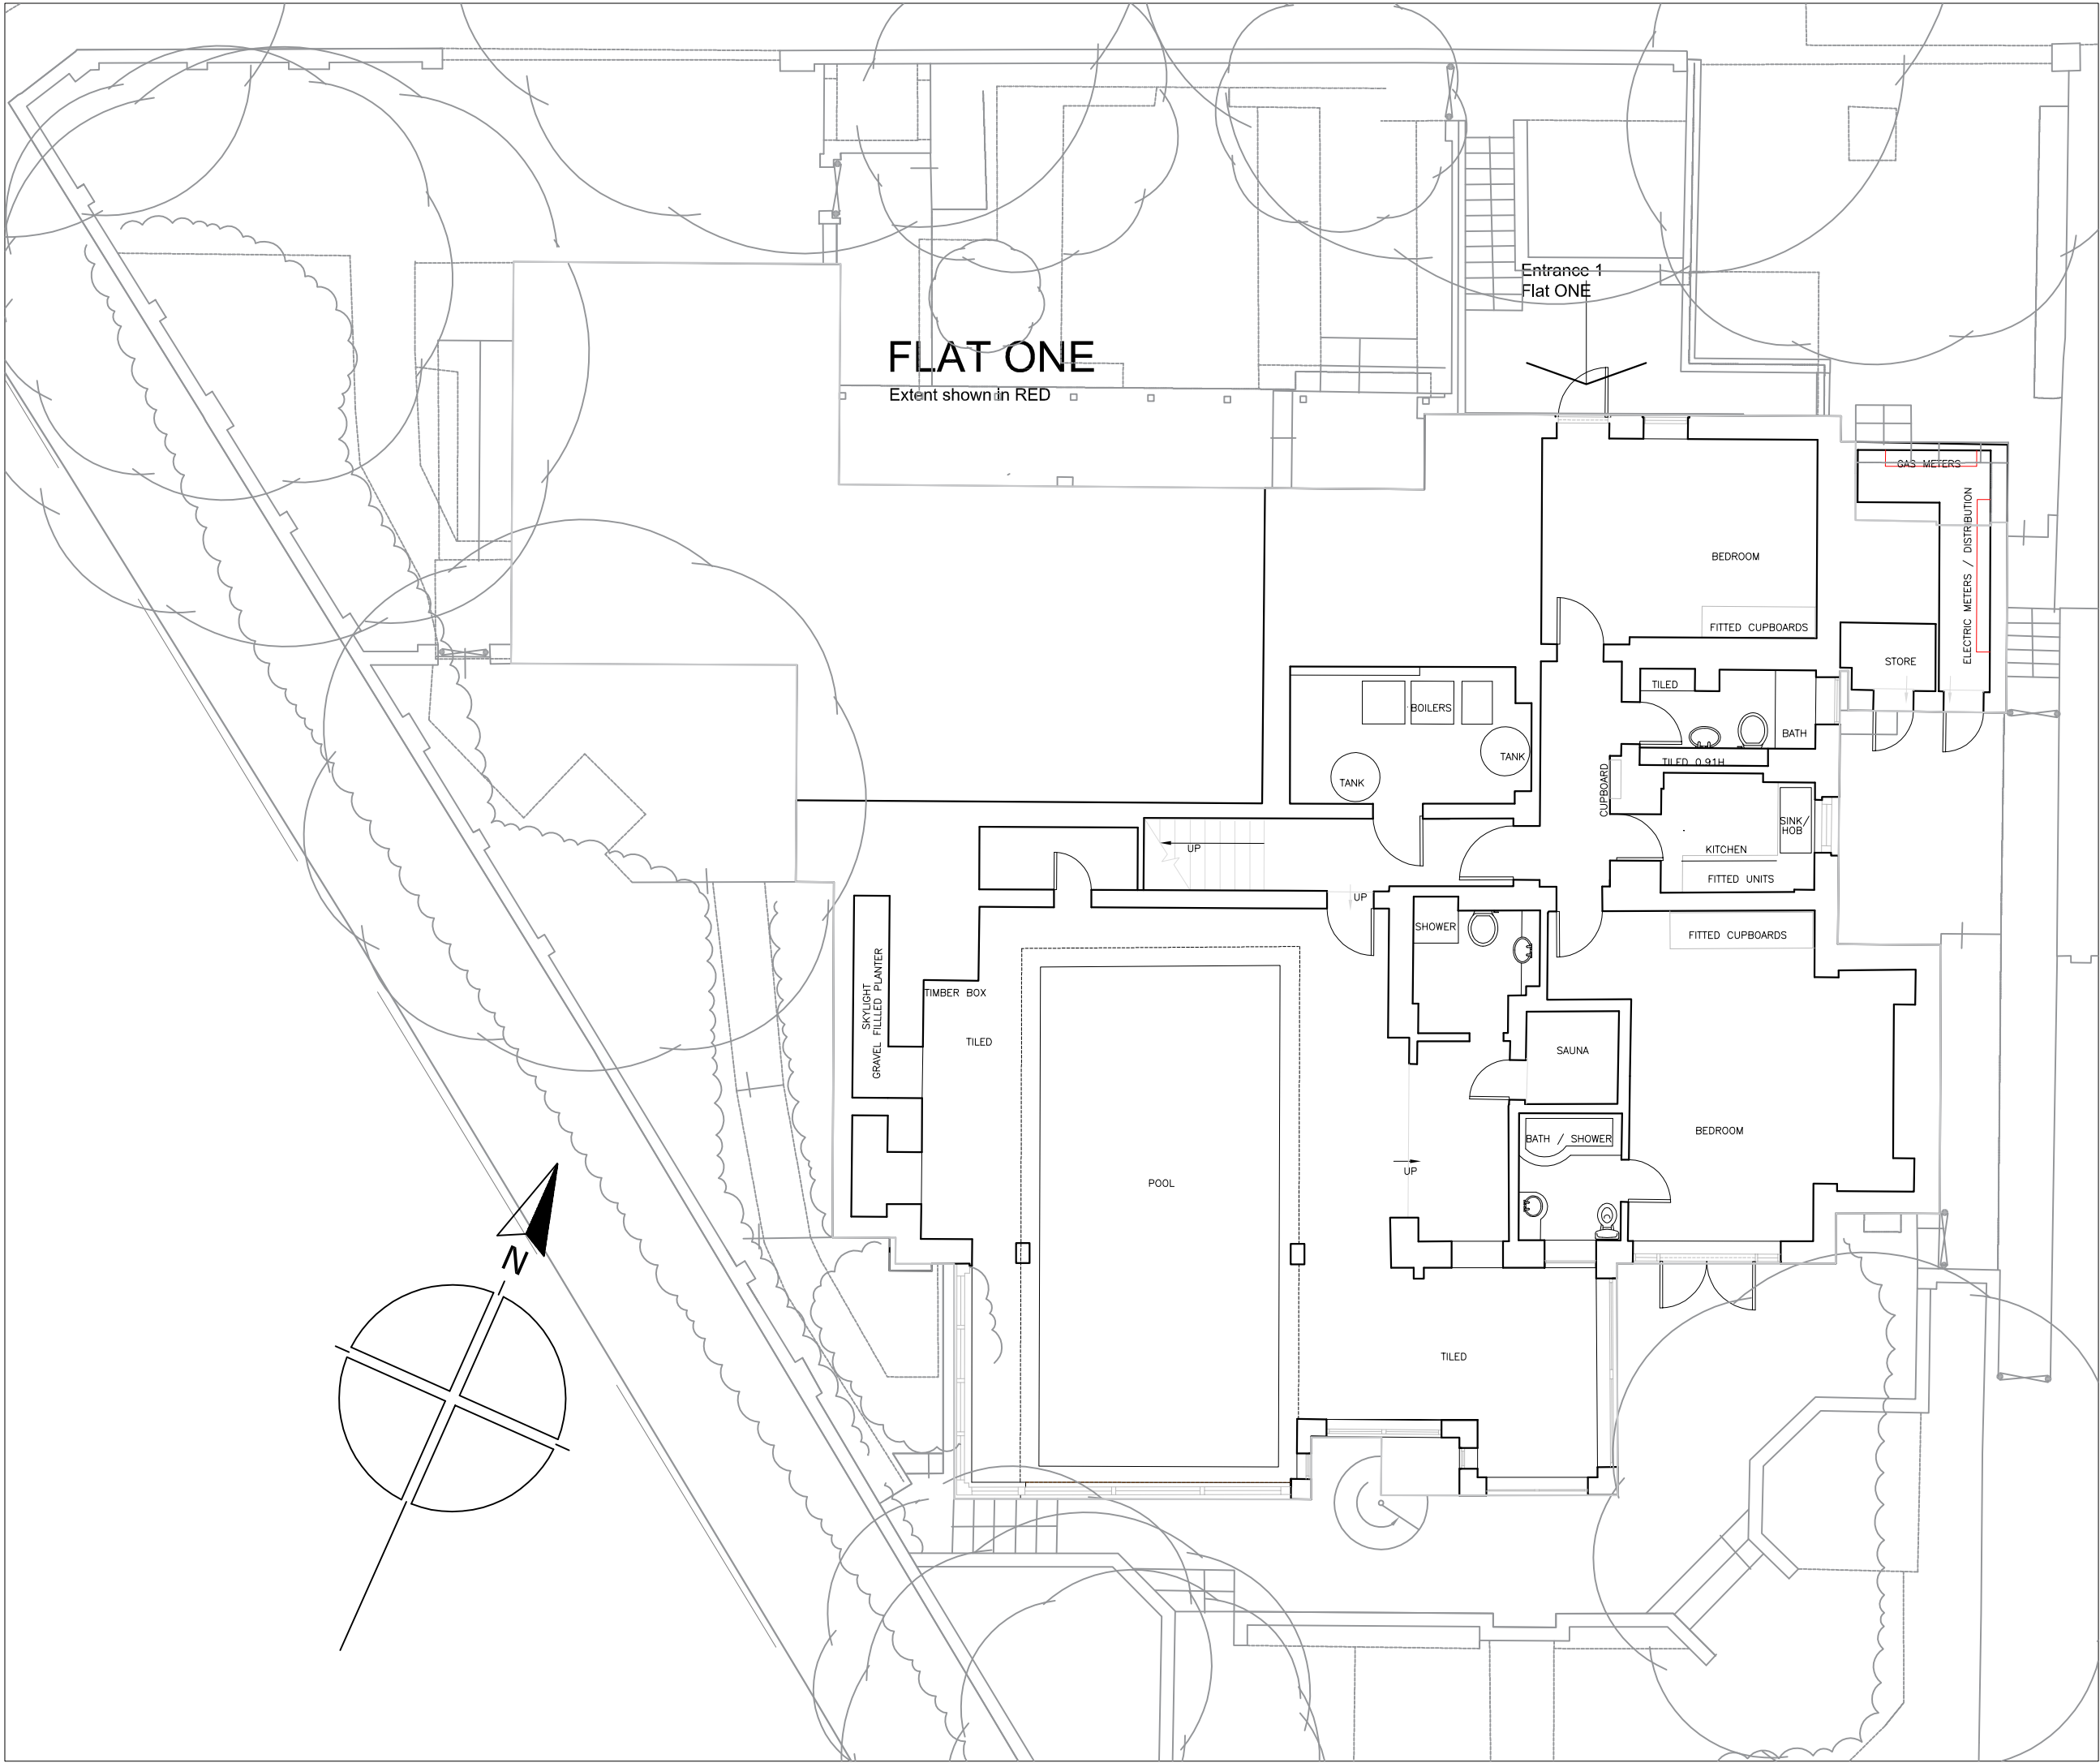 Entrance 1
Flat ONE
FLAT ONE
Extent shown in RED
GAS METERS
ELECTRIC METERS / DISTRIBUTION
BEDROOM
FITTED CUPBOARDS
STORE
TILED
BOILERS
BATH
TANK
TANK
TILED 0.91H
CUPBOARD
SINK/
HOB
KITCHEN
UP
FITTED UNITS
UP
SHOWER
FITTED CUPBOARDS
TIMBER BOX
SKYLIGHT
GRAVEL FILLLED PLANTER
TILED
SAUNA
BATH / SHOWER
BEDROOM
UP
POOL
N
TILED